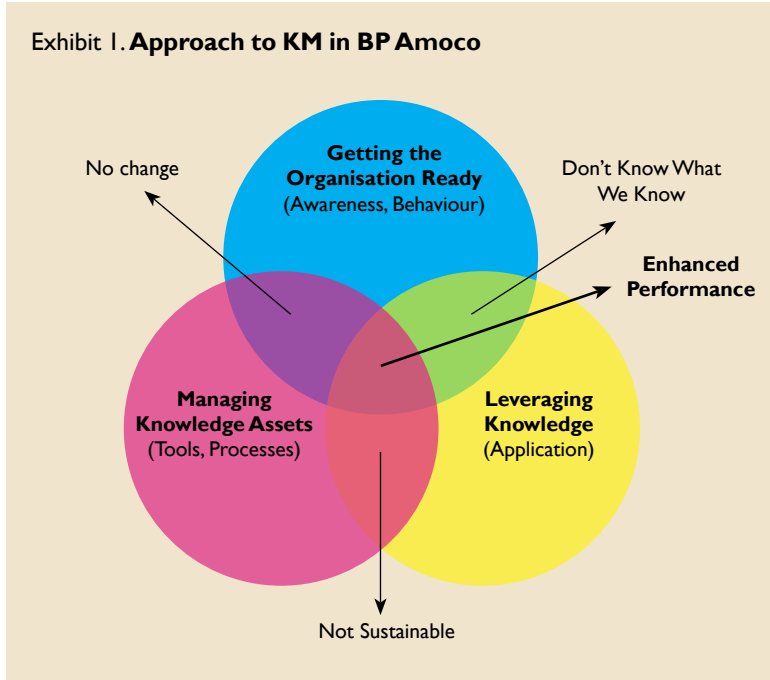 Exhibit 1. Approach to KM in BP Amoco
Getting the
Organisation Ready
(Awareness, Behaviour)
No change
Don’t Know What
We Know
Enhanced
Performance
Managing
Knowledge Assets
(Tools, Processes)
Leveraging
Knowledge
(Application)
Not Sustainable